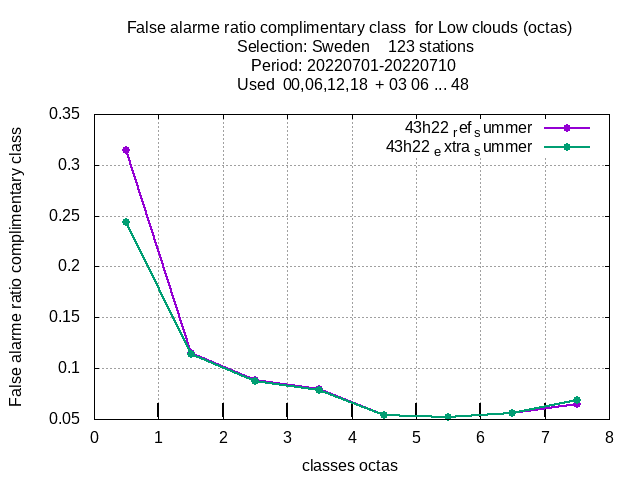 False alarme ratio complimentary class  for Low clouds (octas)
Selection: Sweden    123 stations
Period: 20220701-20220710
Used  00,06,12,18  + 03 06 ... 48
43h22 ref summer
43h22 extra summer
False alarme ratio complimentary class
0.35
0.3
0.25
0.2
0.15
0.1
0.05
0 1 2 3 4 5 6 7 8
classes octas